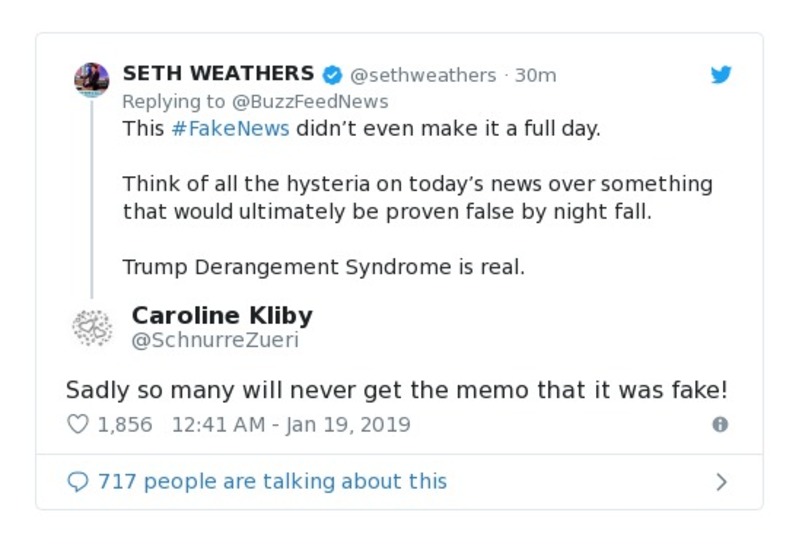 SETH WEATHERS @sethweathers · 30m
Replying to @BuzzFeedNews
This #FakeNews didn’t even make it a full day.
Think of all the hysteria on today’s news over something
that would ultimately be proven false by night fall.
Trump Derangement Syndrome is real.
Caroline Kliby
@SchnurreZueri
Sadly so many will never get the memo that it was fake!
1,856 12:41 AM - Jan 19, 2019
717 people are talking about this